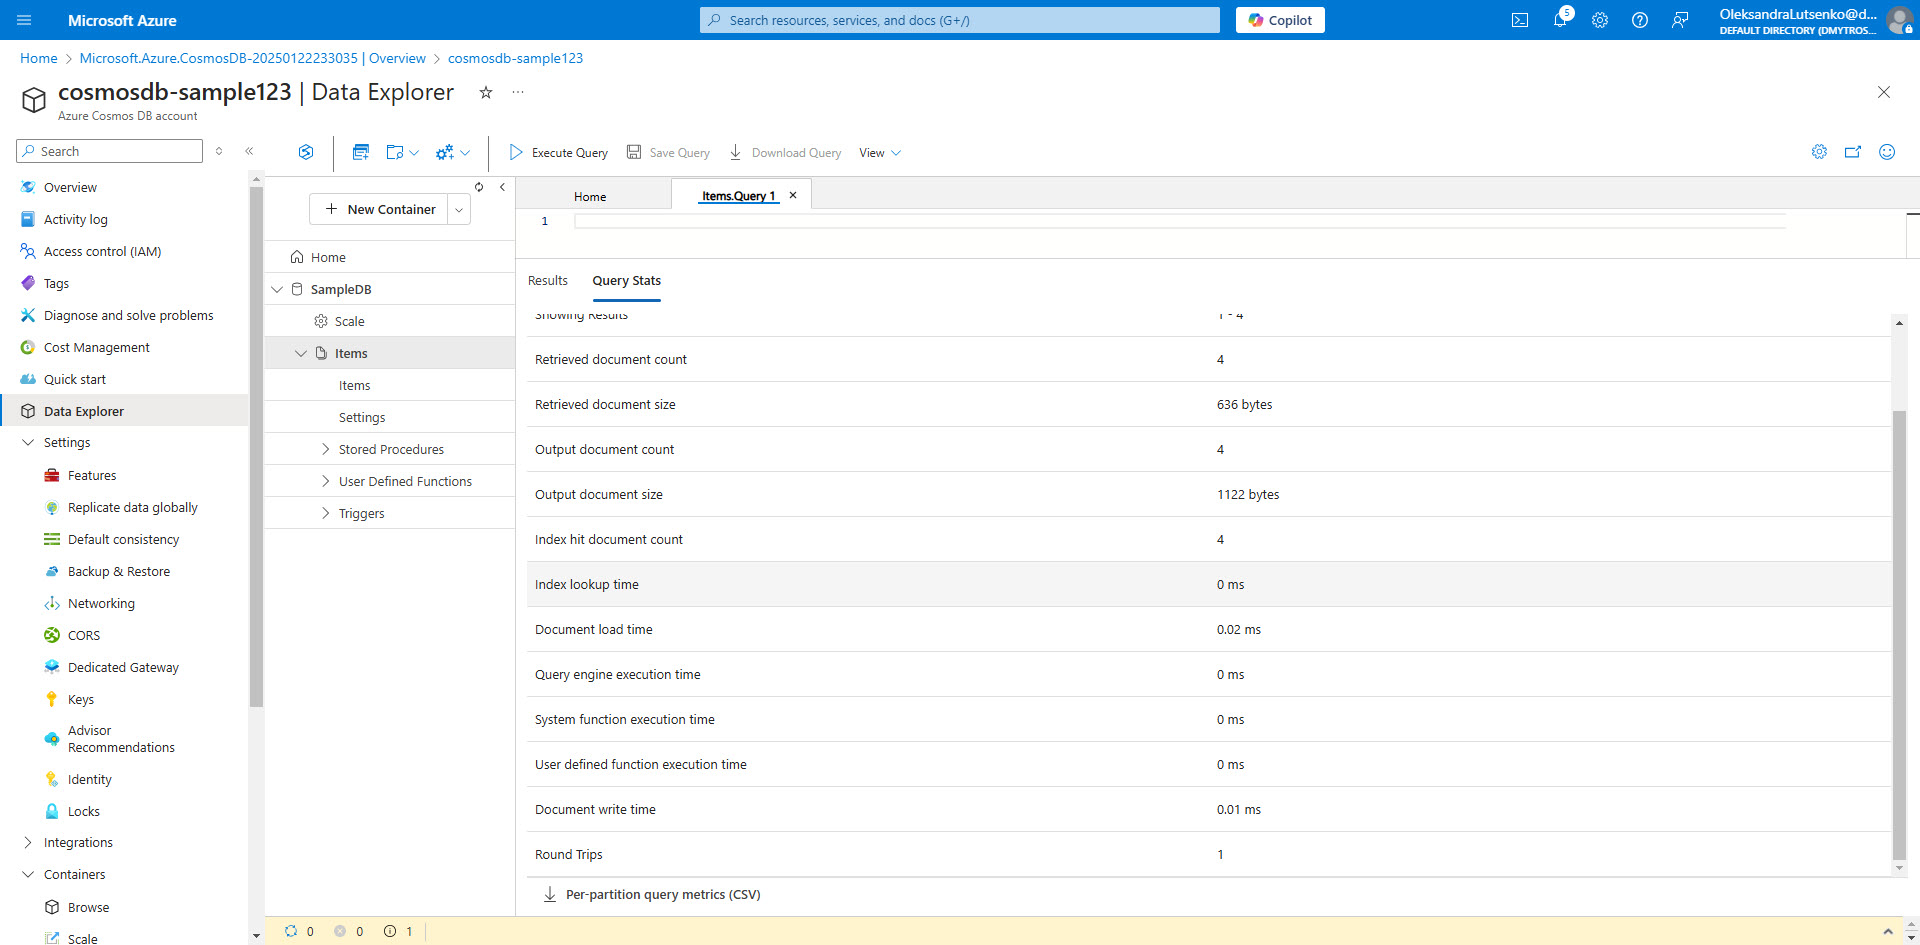 Microsoft Azure
Search resources, services, and docs (G+/)
Copilot
5
OleksandraLutsenko@d...
DEFAULT DIRECTORY (DMYTROS...
Home > Microsoft.Azure.CosmosDB-20250122233035 | Overview > cosmosdb-sample123
cosmosdb-sample123 | Data Explorer
Azure Cosmos DB account
Search
Overview
Activity log
Access control (IAM)
Tags
Diagnose and solve problems
Cost Management
Quick start
Data Explorer
Settings
Features
Replicate data globally
Default consistency
Backup & Restore
Networking
CORS
Dedicated Gateway
Keys
Advisor
Recommendations
Identity
Locks
Integrations
Containers
Browse
Scale
Execute Query
Save Query
Download Query
View
New Container
Home
SampleDB
Scale
Items
Items
Settings
Stored Procedures
User Defined Functions
Triggers
Home
Items.Query 1
1
Results
Query Stats
Showing Results 1 - 4
Retrieved document count 4
Retrieved document size 636 bytes
Output document count 4
Output document size 1122 bytes
Index hit document count 4
Index lookup time 0 ms
Document load time 0.02 ms
Query engine execution time 0 ms
System function execution time 0 ms
User defined function execution time 0 ms
Document write time 0.01 ms
Round Trips 1
Per-partition query metrics (CSV)
0 0 1